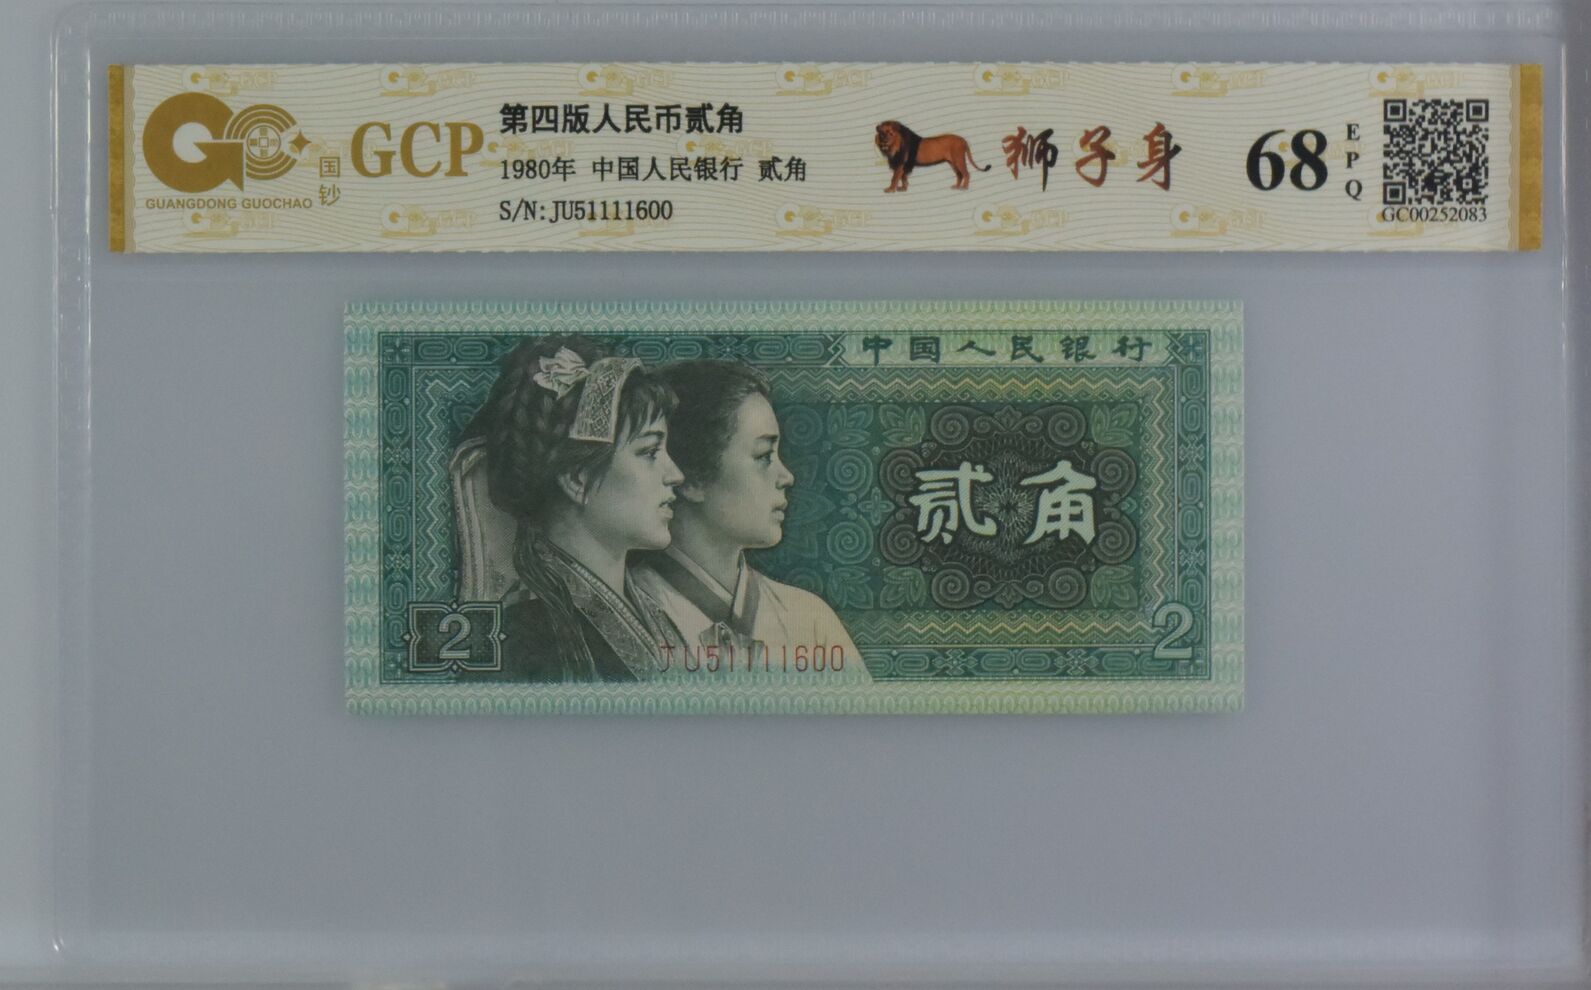 GUANGDONG GUOCHAO
国钞
GCP
第四版人民币贰角
1980年 中国人民银行 贰角
S/N:JU51111600
狮子身
68
EPQ
GC00252083
中国人民银行
贰角
2
2
JU51111600